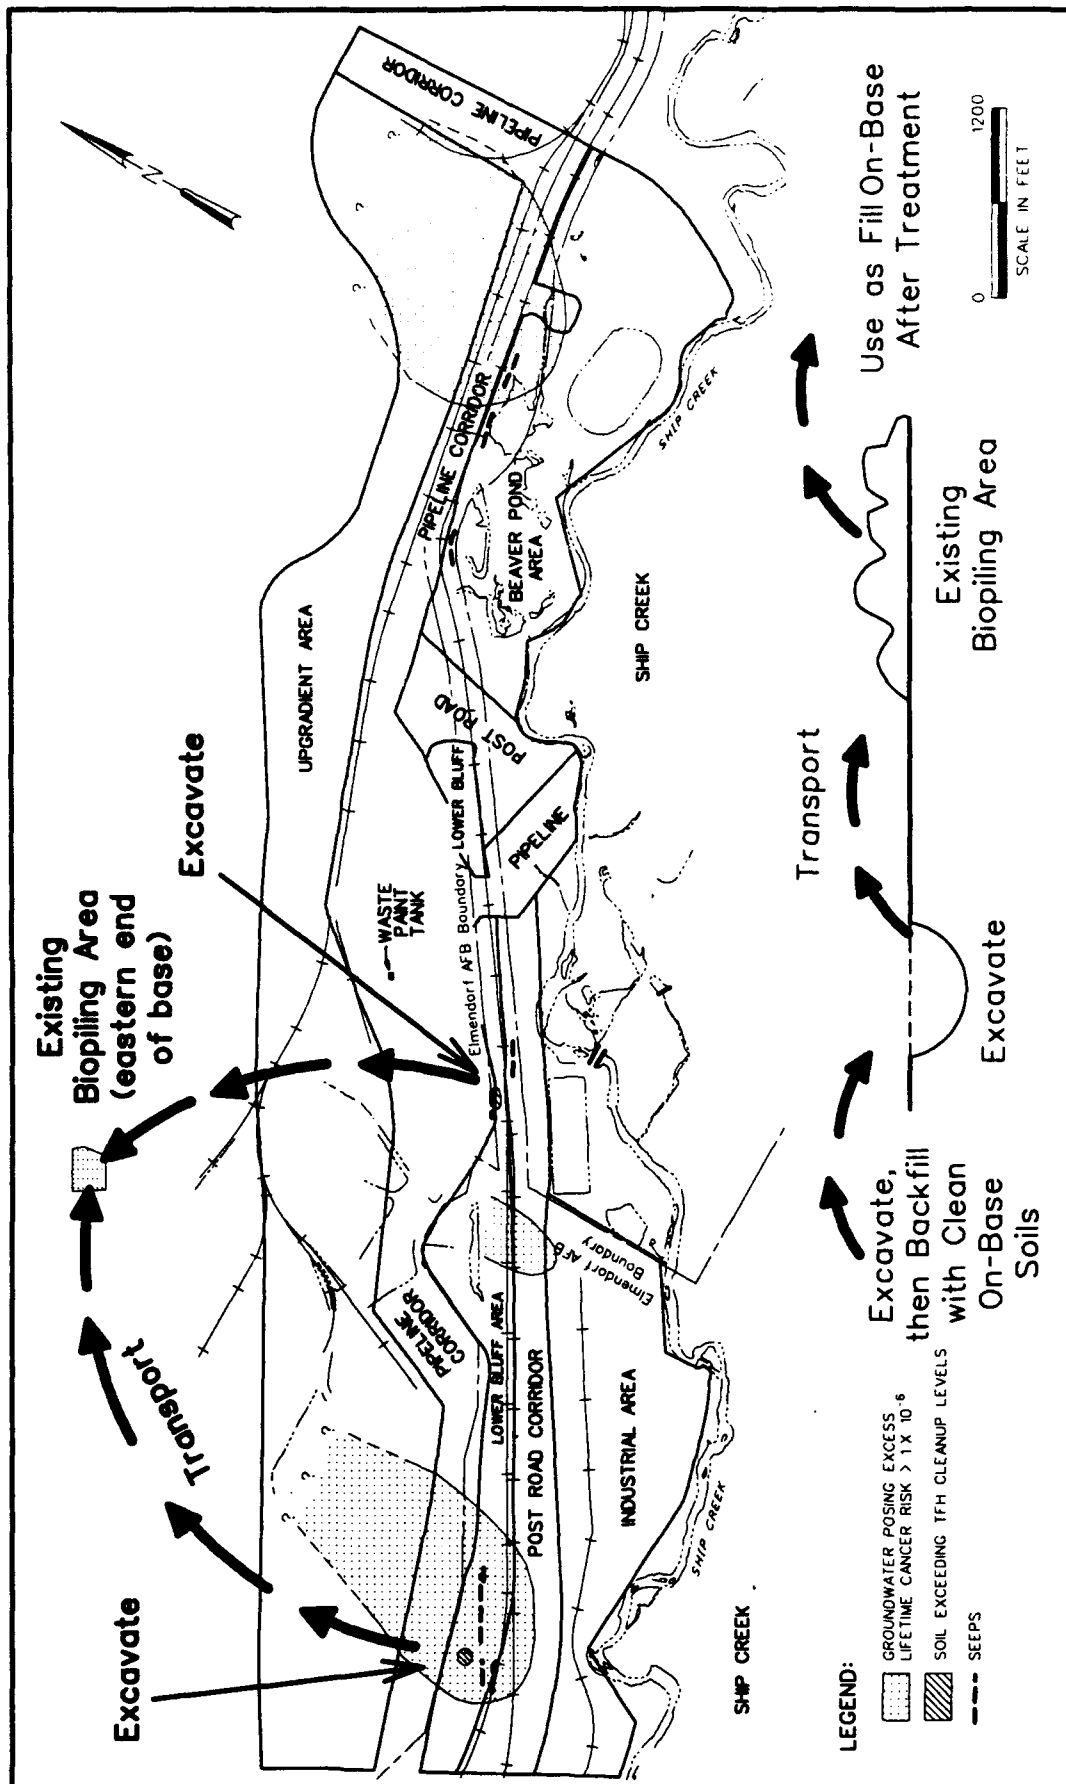 Existing
Biopiling Area
(eastern end
of base)
Excavate
Transport
Excavate
UPGRADIENT AREA
PIPELINE CORRIDOR
PIPELINE CORRIDOR
WASTE
PAINT
TANK
Elmendorf AFB Boundary
LOWER BLUFF
POST ROAD
PIPELINE
BEAVER POND
AREA
PIPELINE
CORRIDOR
LOWER BLUFF AREA
POST ROAD CORRIDOR
Elmendorf AFB
Boundary
INDUSTRIAL AREA
SHIP CREEK
SHIP CREEK
SHIP CREEK
SHIP CREEK
N
?
?
?
?
?
Excavate,
then Backfill
with Clean
On-Base
Soils
Excavate
Transport
Existing
Biopiling Area
Use as Fill On-Base
After Treatment
0 1200
SCALE IN FEET
LEGEND:
GROUNDWATER POSING EXCESS
LIFETIME CANCER RISK > 1 X 10⁻⁶
SOIL EXCEEDING TFH CLEANUP LEVELS
SEEPS